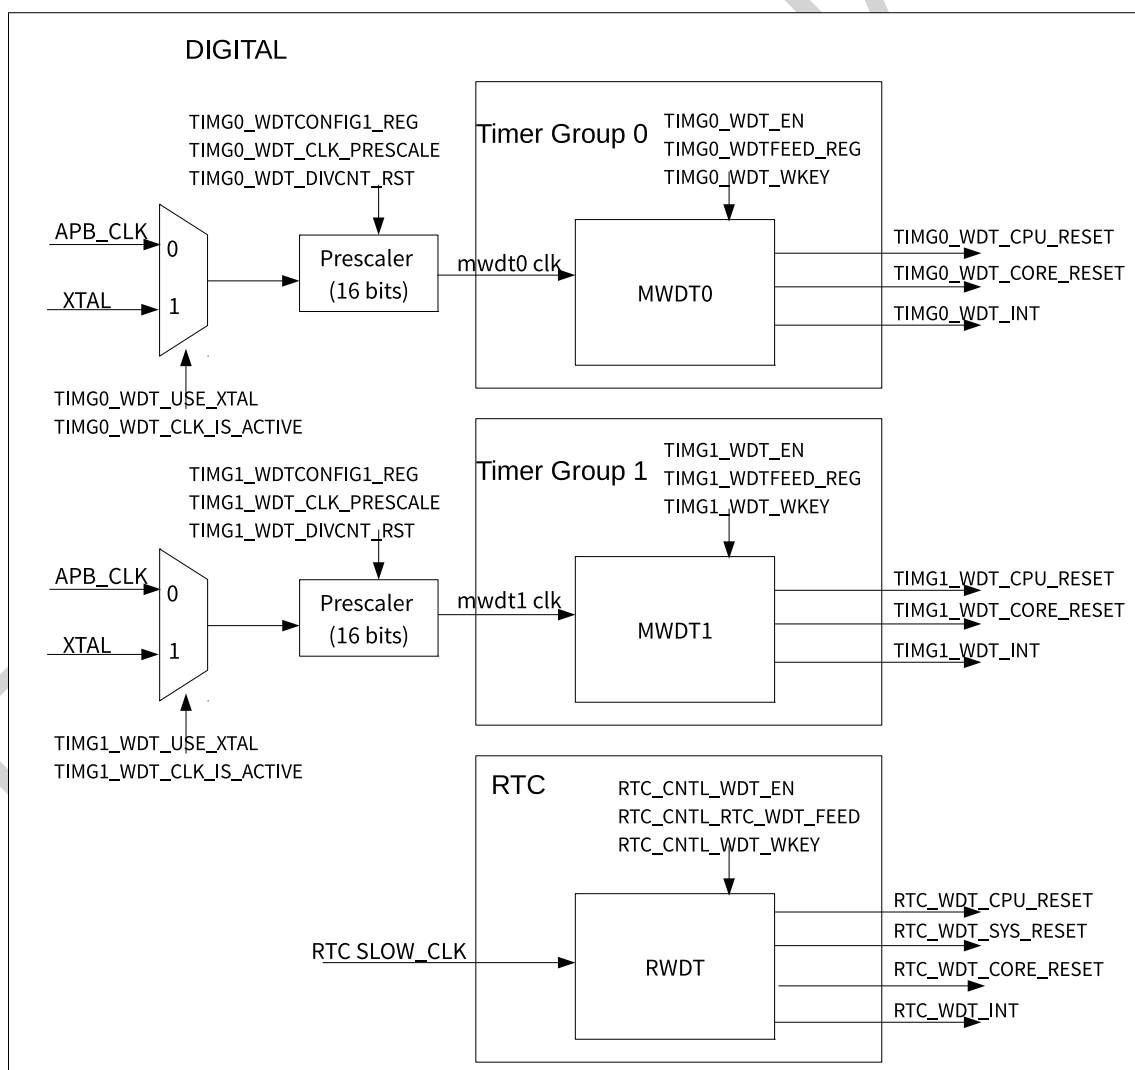 DIGITAL
TIMG0_WDTCONFIG1_REG
TIMG0_WDT_CLK_PRESCALE
TIMG0_WDT_DIVCNT_RST
Timer Group 0
TIMG0_WDT_EN
TIMG0_WDTFEED_REG
TIMG0_WDT_WKEY
APB_CLK
0
XTAL
1
Prescaler
(16 bits)
mwdt0 clk
MWDT0
TIMG0_WDT_CPU_RESET
TIMG0_WDT_CORE_RESET
TIMG0_WDT_INT
TIMG0_WDT_USE_XTAL
TIMG0_WDT_CLK_IS_ACTIVE
TIMG1_WDTCONFIG1_REG
TIMG1_WDT_CLK_PRESCALE
TIMG1_WDT_DIVCNT_RST
Timer Group 1
TIMG1_WDT_EN
TIMG1_WDTFEED_REG
TIMG1_WDT_WKEY
APB_CLK
0
XTAL
1
Prescaler
(16 bits)
mwdt1 clk
MWDT1
TIMG1_WDT_CPU_RESET
TIMG1_WDT_CORE_RESET
TIMG1_WDT_INT
TIMG1_WDT_USE_XTAL
TIMG1_WDT_CLK_IS_ACTIVE
RTC
RTC_CNTL_WDT_EN
RTC_CNTL_RTC_WDT_FEED
RTC_CNTL_WDT_WKEY
RTC SLOW_CLK
RWDT
RTC_WDT_CPU_RESET
RTC_WDT_SYS_RESET
RTC_WDT_CORE_RESET
RTC_WDT_INT